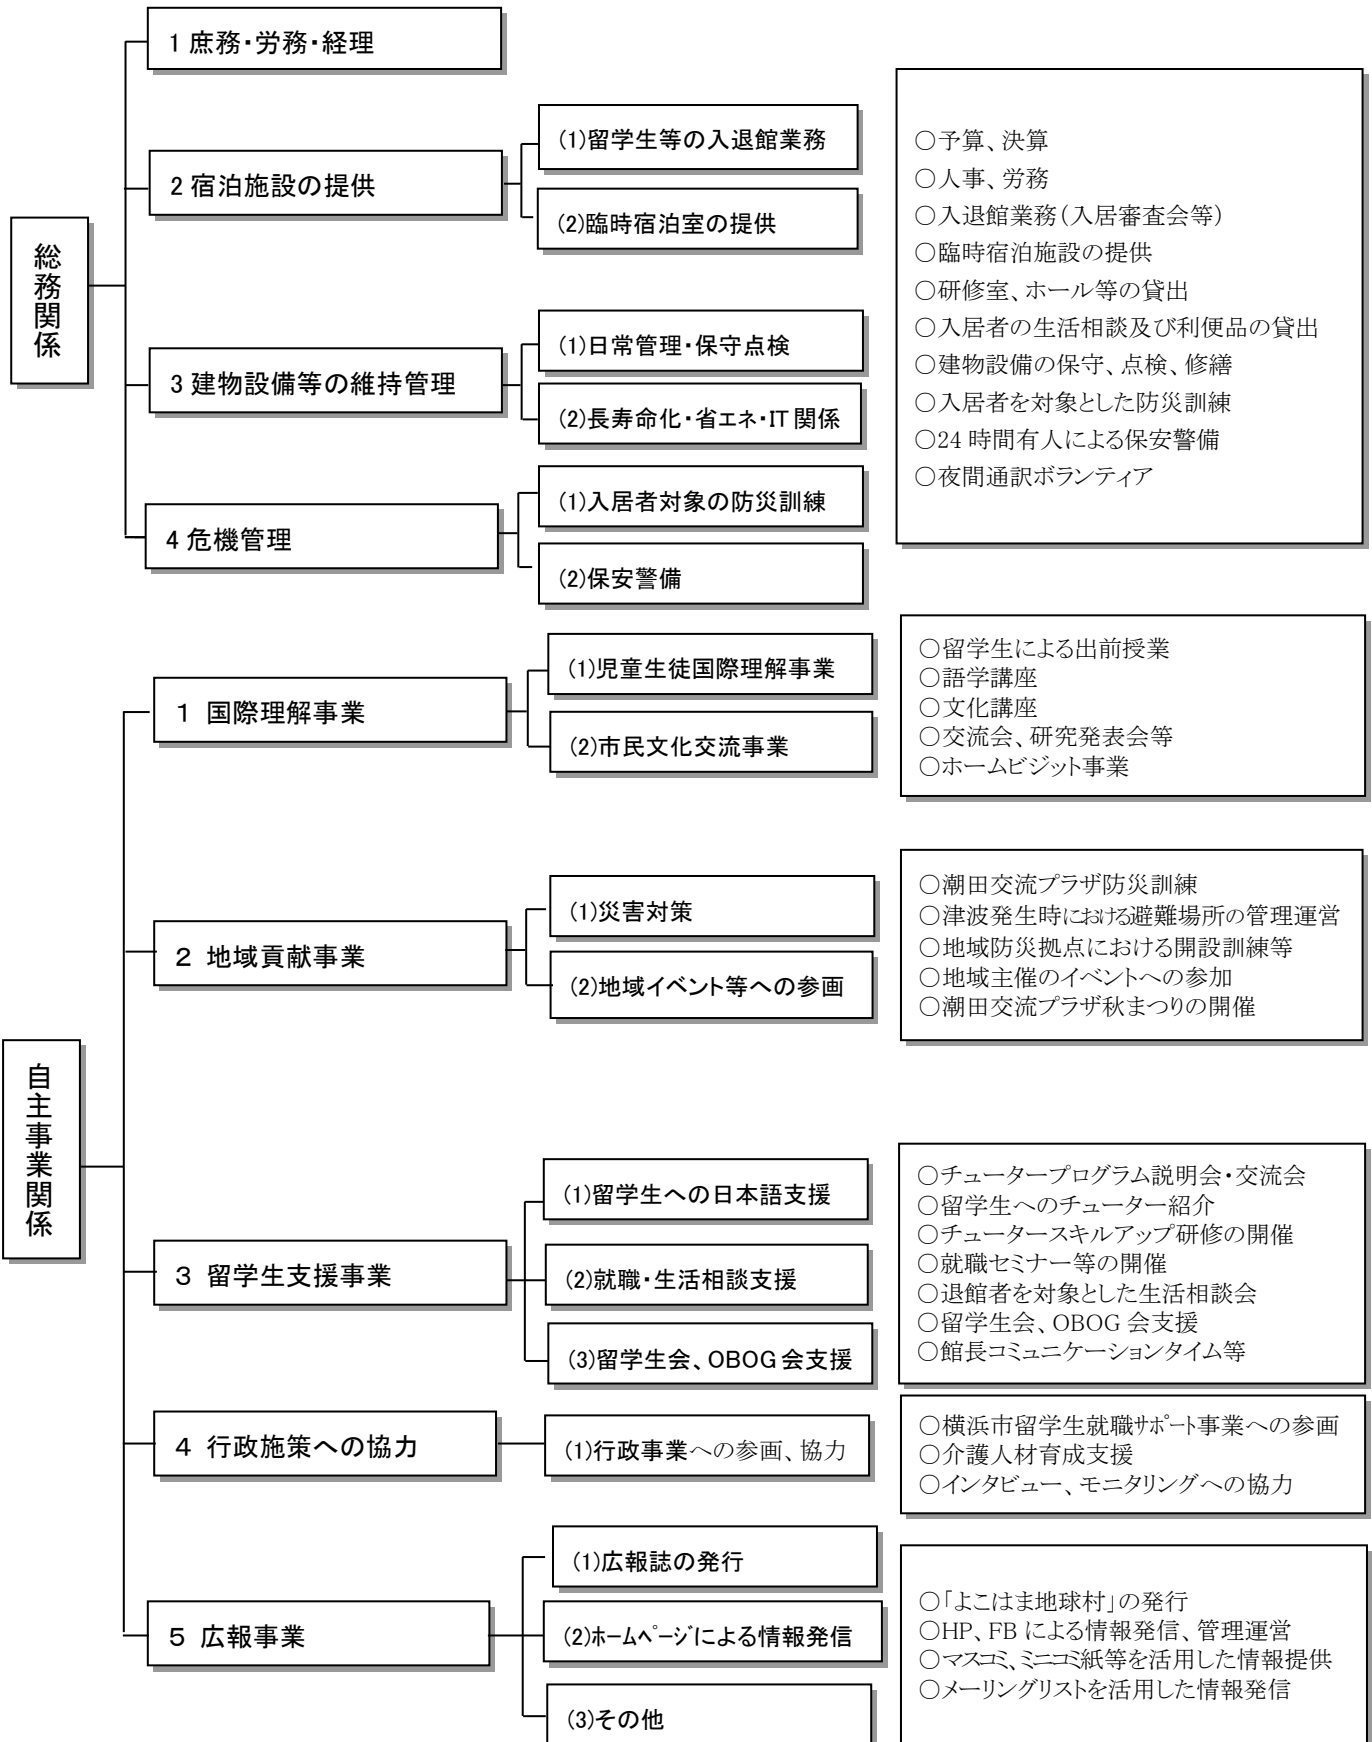 総務関係
1 庶務・労務・経理
2 宿泊施設の提供
(1)留学生等の入退館業務
(2)臨時宿泊室の提供
3 建物設備等の維持管理
(1)日常管理・保守点検
(2)長寿命化・省エネ・IT 関係
4 危機管理
(1)入居者対象の防災訓練
(2)保安警備
○予算、決算
○人事、労務
○入退館業務(入居審査会等)
○臨時宿泊施設の提供
○研修室、ホール等の貸出
○入居者の生活相談及び利便品の貸出
○建物設備の保守、点検、修繕
○入居者を対象とした防災訓練
○24 時間有人による保安警備
○夜間通訳ボランティア
自主事業関係
1 国際理解事業
(1)児童生徒国際理解事業
(2)市民文化交流事業
○留学生による出前授業
○語学講座
○文化講座
○交流会、研究発表会等
○ホームビジット事業
2 地域貢献事業
(1)災害対策
(2)地域イベント等への参画
○潮田交流プラザ防災訓練
○津波発生時における避難場所の管理運営
○地域防災拠点における開設訓練等
○地域主催のイベントへの参加
○潮田交流プラザ秋まつりの開催
3 留学生支援事業
(1)留学生への日本語支援
(2)就職・生活相談支援
(3)留学生会、OBOG 会支援
○チュータープログラム説明会・交流会
○留学生へのチューター紹介
○チュータースキルアップ研修の開催
○就職セミナー等の開催
○退館者を対象とした生活相談会
○留学生会、OBOG 会支援
○館長コミュニケーションタイム等
4 行政施策への協力
(1)行政事業への参画、協力
○横浜市留学生就職サポート事業への参画
○介護人材育成支援
○インタビュー、モニタリングへの協力
5 広報事業
(1)広報誌の発行
(2)ホームページによる情報発信
(3)その他
○「よこはま地球村」の発行
○HP、FB による情報発信、管理運営
○マスコミ、ミニコミ紙等を活用した情報提供
○メーリングリストを活用した情報発信